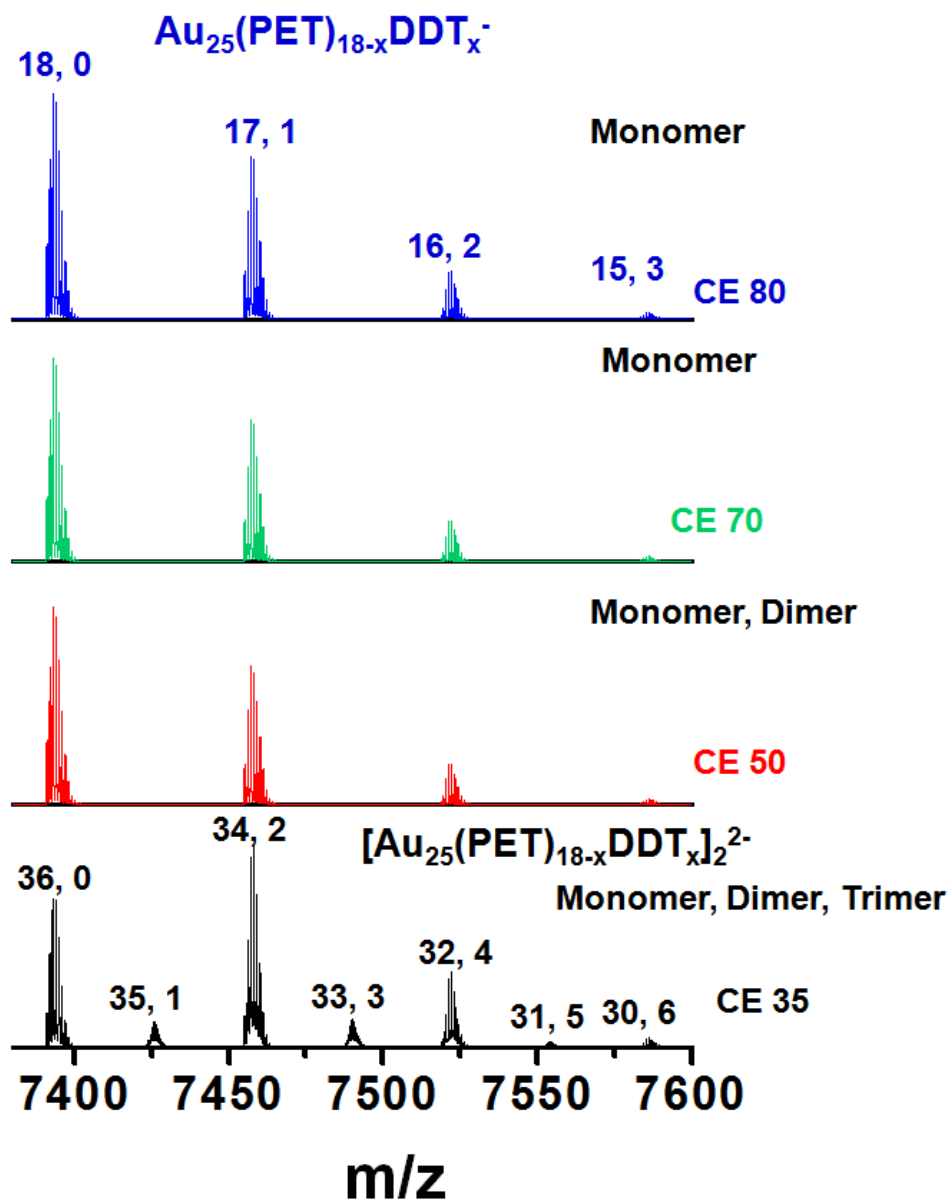 Au₂₅(PET)₁₈₋ₓDDTₓ⁻
18, 0
17, 1
Monomer
16, 2
15, 3
CE 80
Monomer
CE 70
Monomer, Dimer
CE 50
34, 2
[Au₂₅(PET)₁₈₋ₓDDTₓ]₂²⁻
36, 0
Monomer, Dimer, Trimer
32, 4
35, 1
33, 3
CE 35
31, 5
30, 6
7400 7450 7500 7550 7600
m/z